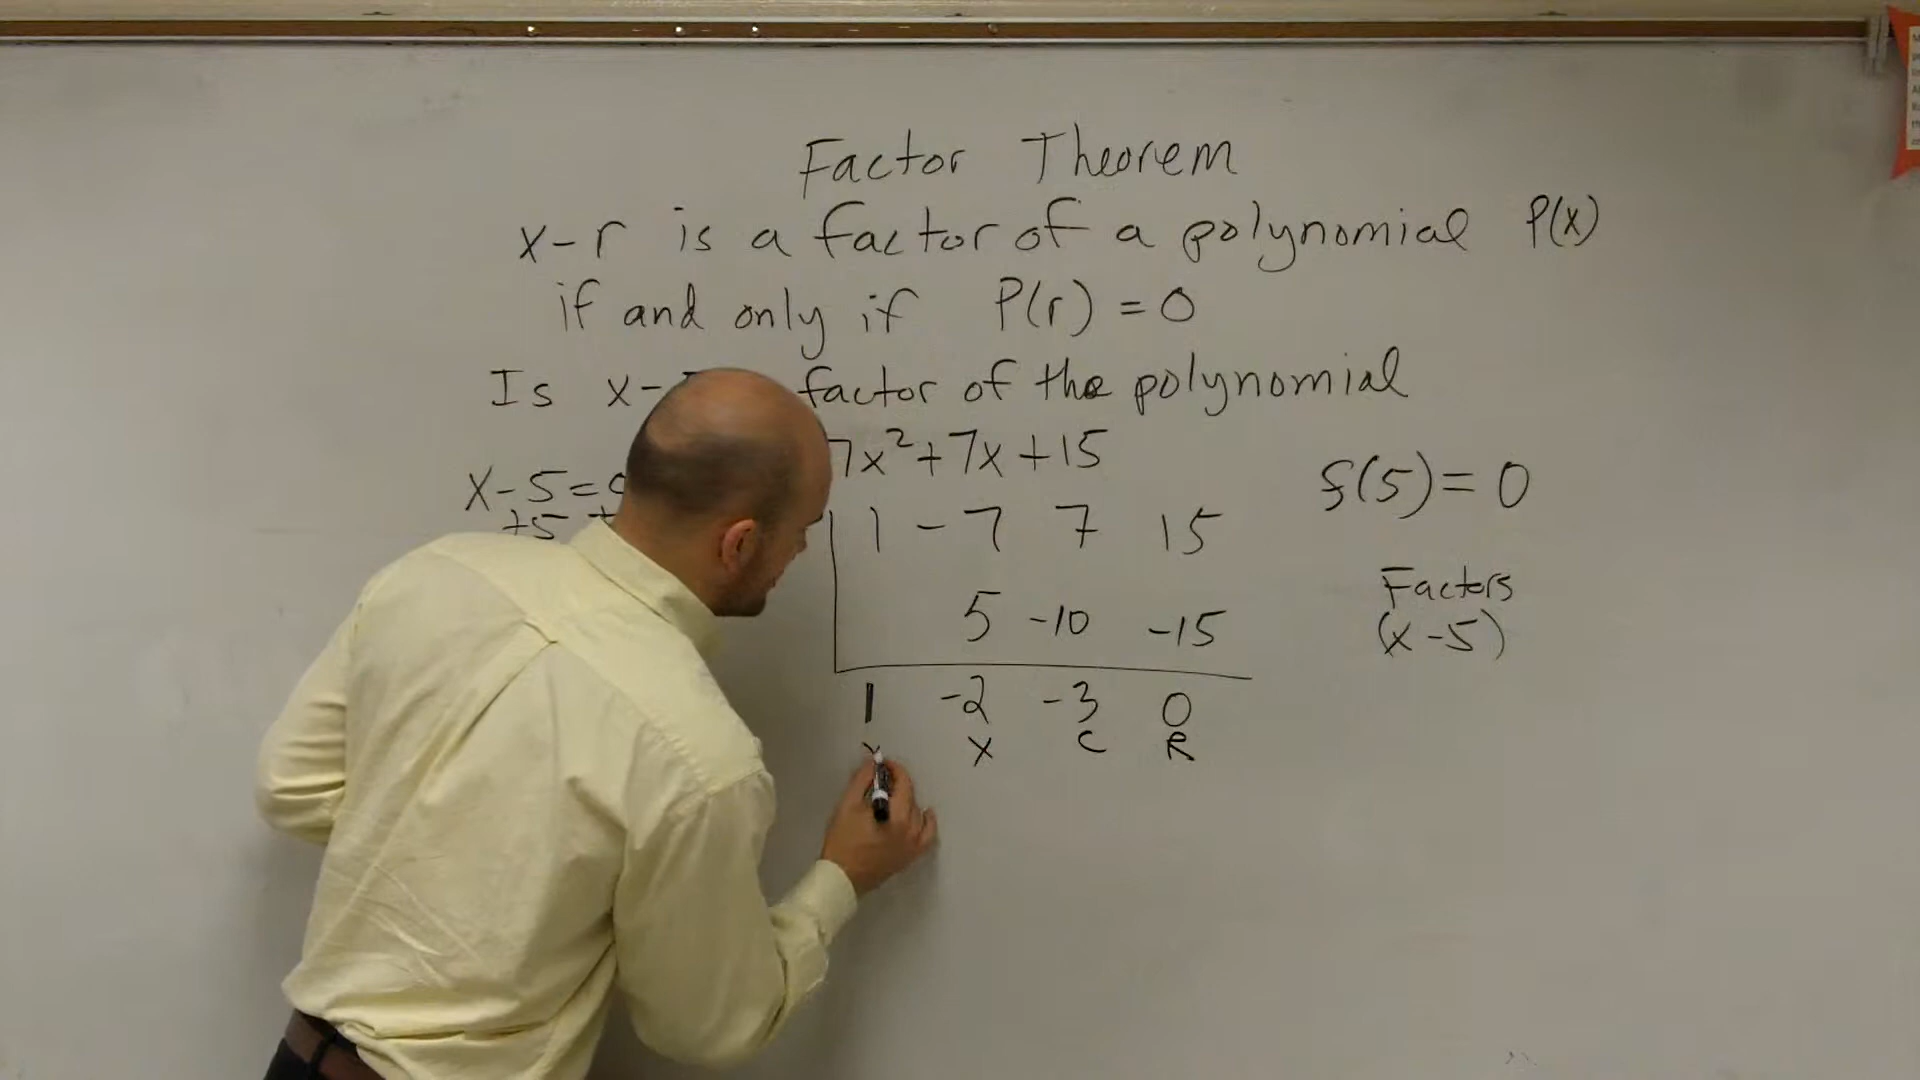 Factor Theorem
x-r is a factor of a polynomial P(x)
if and only if P(r) = 0
Is x- factor of the polynomial
7x²+7x+15
x-5=
+5
f(5)= 0
1 -7 7 15
5 -10 -15
Factors
(x-5)
1 -2 -3 0
x x c R